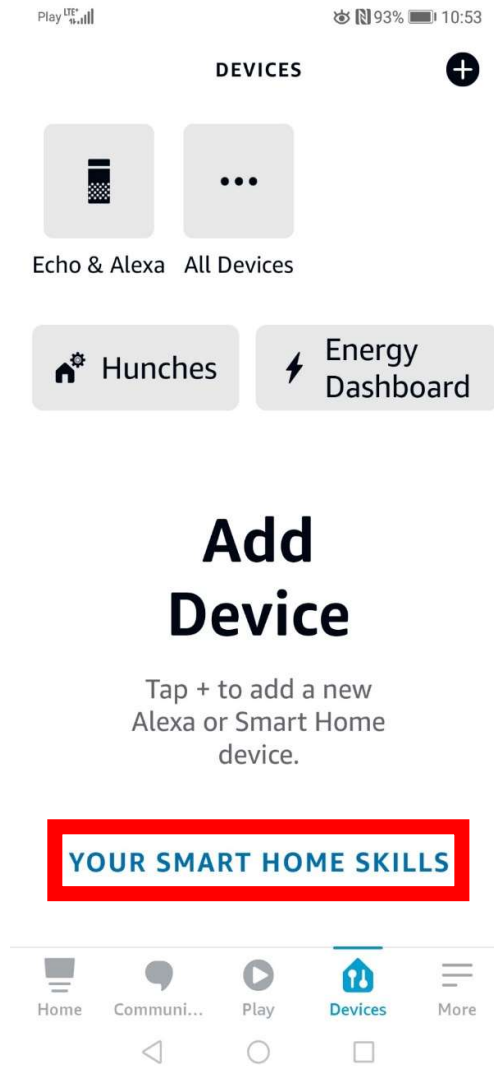 Play LTE+ 93% 10:53
DEVICES
Echo & Alexa All Devices
Hunches
Energy
Dashboard
Add
Device
Tap + to add a new
Alexa or Smart Home
device.
YOUR SMART HOME SKILLS
Home Communi... Play Devices More